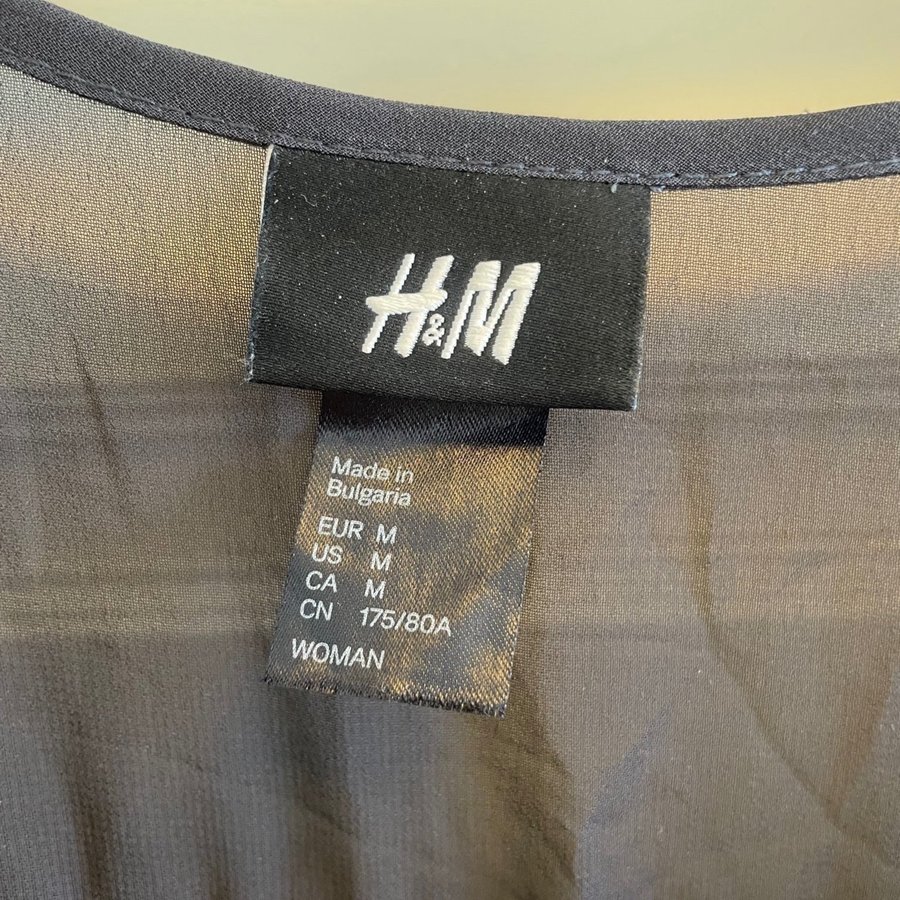 H&M
Made in
Bulgaria
EUR M
US M
CA M
CN 175/80A
WOMAN